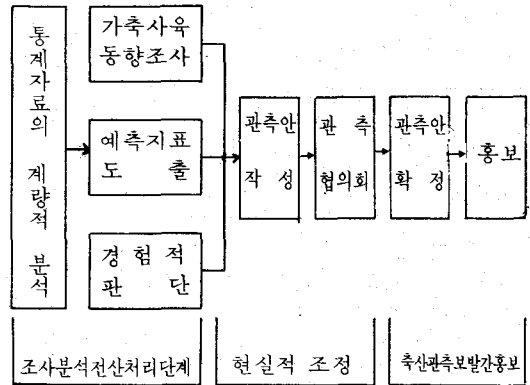 통계자료의 계량적 분석
가축사육
동향조사
예측지표
도 출
경험적
판 단
관측안
작 성
관 측
협의회
관측안
확 정
홍보
조사분석전산처리단계
현실적 조정
축산관측보발간홍보